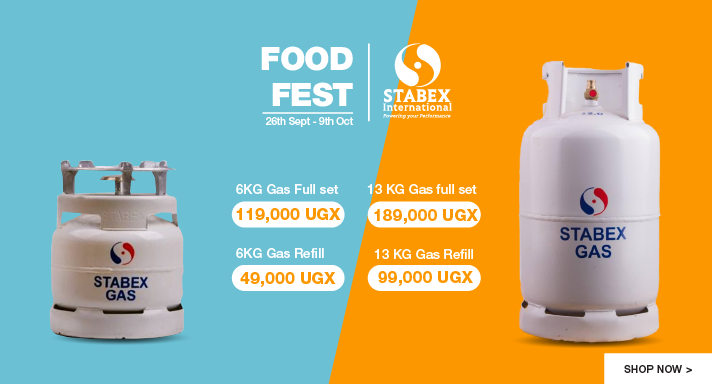 FOOD
FEST
26th Sept - 9th Oct
STABEX
International
Powering your Performance
6KG Gas Full set
119,000 UGX
6KG Gas Refill
49,000 UGX
13 KG Gas full set
189,000 UGX
13 KG Gas Refill
99,000 UGX
STABEX
GAS
STABEX
GAS
SHOP NOW >